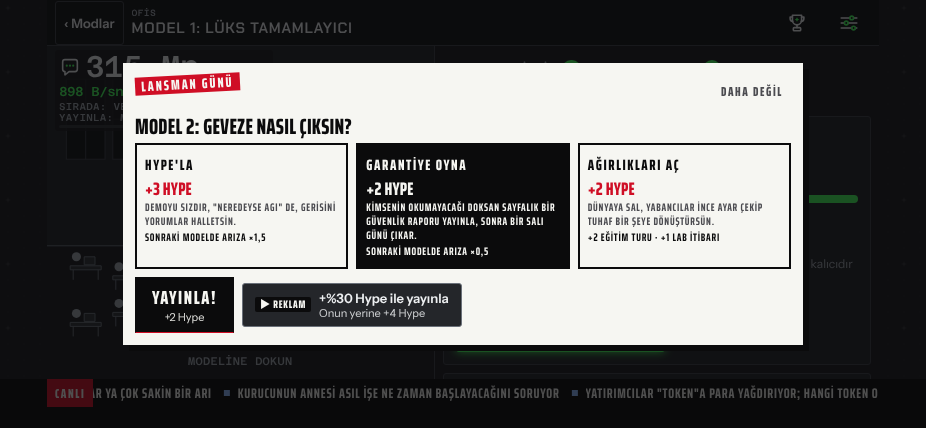 ‹ Modlar
OFİS
MODEL 1: LÜKS TAMAMLAYICI
898 B/sn
LANSMAN GÜNÜ
DAHA DEĞİL
MODEL 2: GEVEZE NASIL ÇIKSIN?
HYPE'LA
+3 HYPE
DEMOYU SIZDIR, "NEREDEYSE AGI" DE, GERİSİNİ
YORUMLAR HALLETSİN.
SONRAKİ MODELDE ARIZA ×1,5
GARANTİYE OYNA
+2 HYPE
KİMSENİN OKUMAYACAĞI DOKSAN SAYFALIK BİR
GÜVENLİK RAPORU YAYINLA, SONRA BİR SALI
GÜNÜ ÇIKAR.
SONRAKİ MODELDE ARIZA ×0,5
AĞIRLIKLARI AÇ
+2 HYPE
DÜNYAYA SAL, YABANCILAR İNCE AYAR ÇEKİP
TUHAF BİR ŞEYE DÖNÜŞTÜRSÜN.
+2 EĞİTİM TURU · +1 LAB İTİBARI
YAYINLA!
+2 Hype
REKLAM
+%30 Hype ile yayınla
Onun yerine +4 Hype
kalıcıdır
MODELİNE DOKUN
CANLI
YA ÇOK SAKİN BİR ARI
KURUCUNUN ANNESİ ASIL İŞE NE ZAMAN BAŞLAYACAĞINI SORUYOR
YATIRIMCILAR "TOKEN"A PARA YAĞDIRIYOR; HANGİ TOKEN O